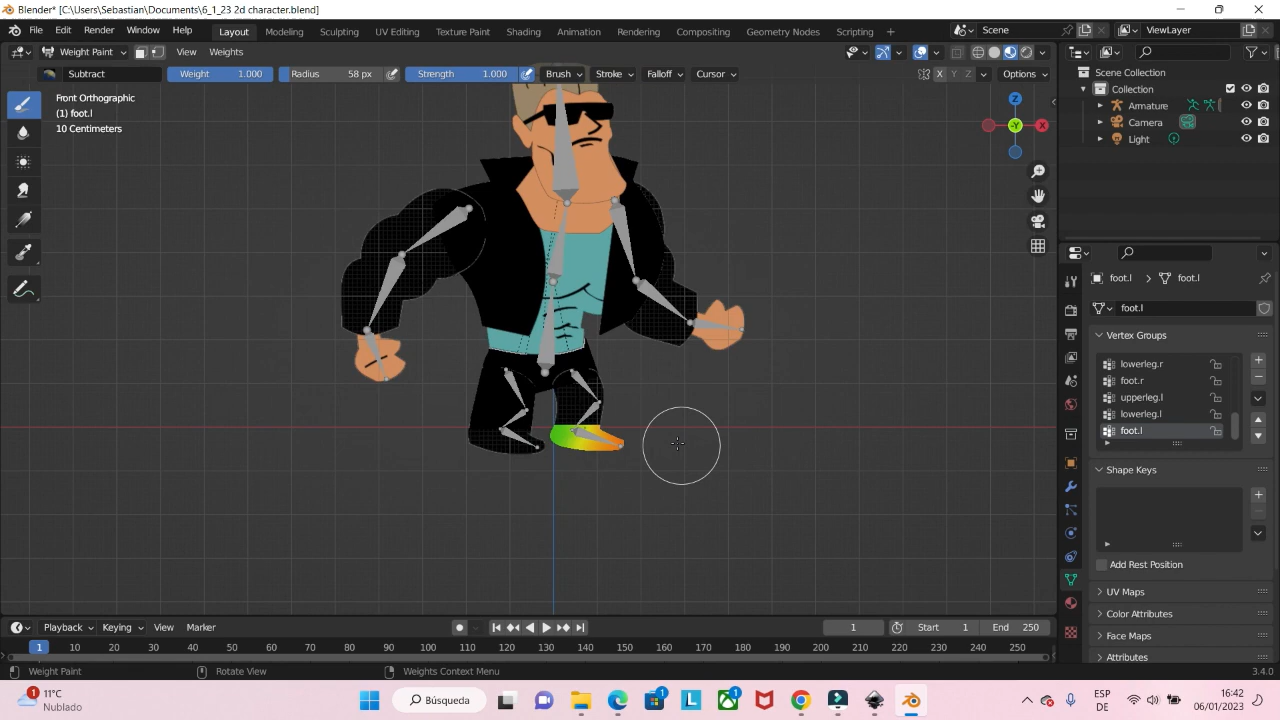 Blender* [C:\Users\Sebastian\Documents\6_1_23 2d character.blend]
File Edit Render Window Help Layout Modeling Sculpting UV Editing Texture Paint Shading Animation Rendering Compositing Geometry Nodes Scripting + Scene ViewLayer
Weight Paint View Weights
Subtract Weight 1.000 Radius 58 px Strength 1.000 Brush Stroke Falloff Cursor X Y Z Options
Front Orthographic
(1) foot.l
10 Centimeters
Z
-Y
X
Scene Collection
Collection
Armature
Camera
Light
foot.l > foot.l
foot.l
Vertex Groups
lowerleg.r
foot.r
upperleg.l
lowerleg.l
foot.l
Shape Keys
Add Rest Position
UV Maps
Color Attributes
Face Maps
Attributes
Playback Keying View Marker 1 Start 1 End 250
1 10 20 30 40 50 60 70 80 90 100 110 120 130 140 150 160 170 180 190 200 210 220 230 240 250
Weight Paint Rotate View Weights Context Menu 3.4.0
1 11°C
Nublado
Búsqueda
1
1
ESP
DE
16:42
06/01/2023